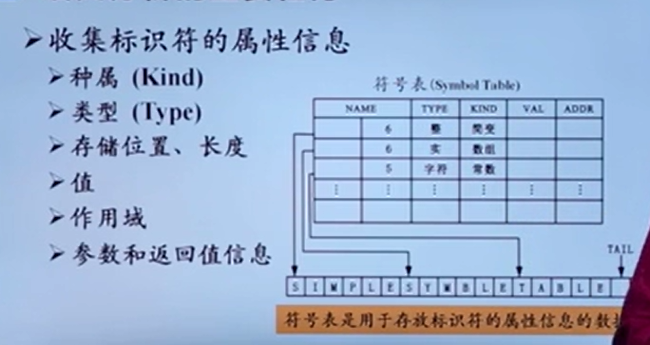 ➤收集标识符的属性信息
➤种属 (Kind)
➤类型 (Type)
➤存储位置、长度
➤值
➤作用域
➤参数和返回值信息
符号表(Symbol Table)
NAME TYPE KIND VAL ADDR
6 整 简变
6 实 数组
5 字符 常数
⋮ ⋮ ⋮ ⋮ ⋮ ⋮
TAIL
S I M P L E S Y M B L E T A B L E
符号表是用于存放标识符的属性信息的数据